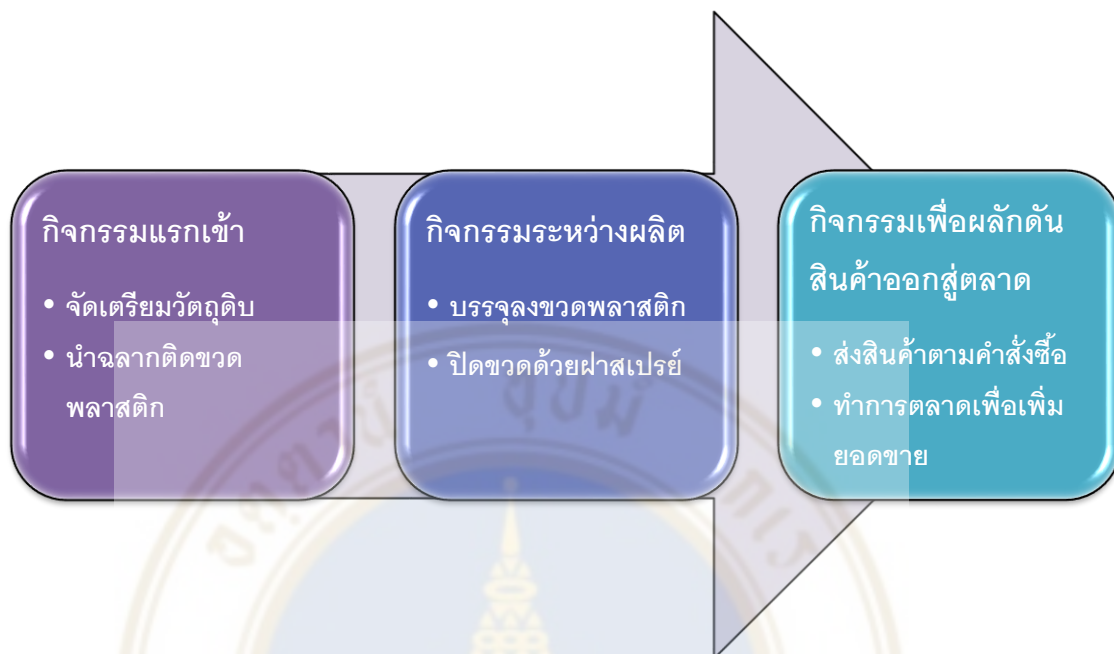 กิจกรรมแรกเข้า
• จัดเตรียมวัตถุดิบ
• นำฉลากติดขวด
พลาสติก
กิจกรรมระหว่างผลิต
• บรรจุลงขวดพลาสติก
• ปิดขวดด้วยฝาสเปรย์
กิจกรรมเพื่อผลักดัน
สินค้าออกสู่ตลาด
• ส่งสินค้าตามคำสั่งซื้อ
• ทำการตลาดเพื่อเพิ่ม
ยอดขาย